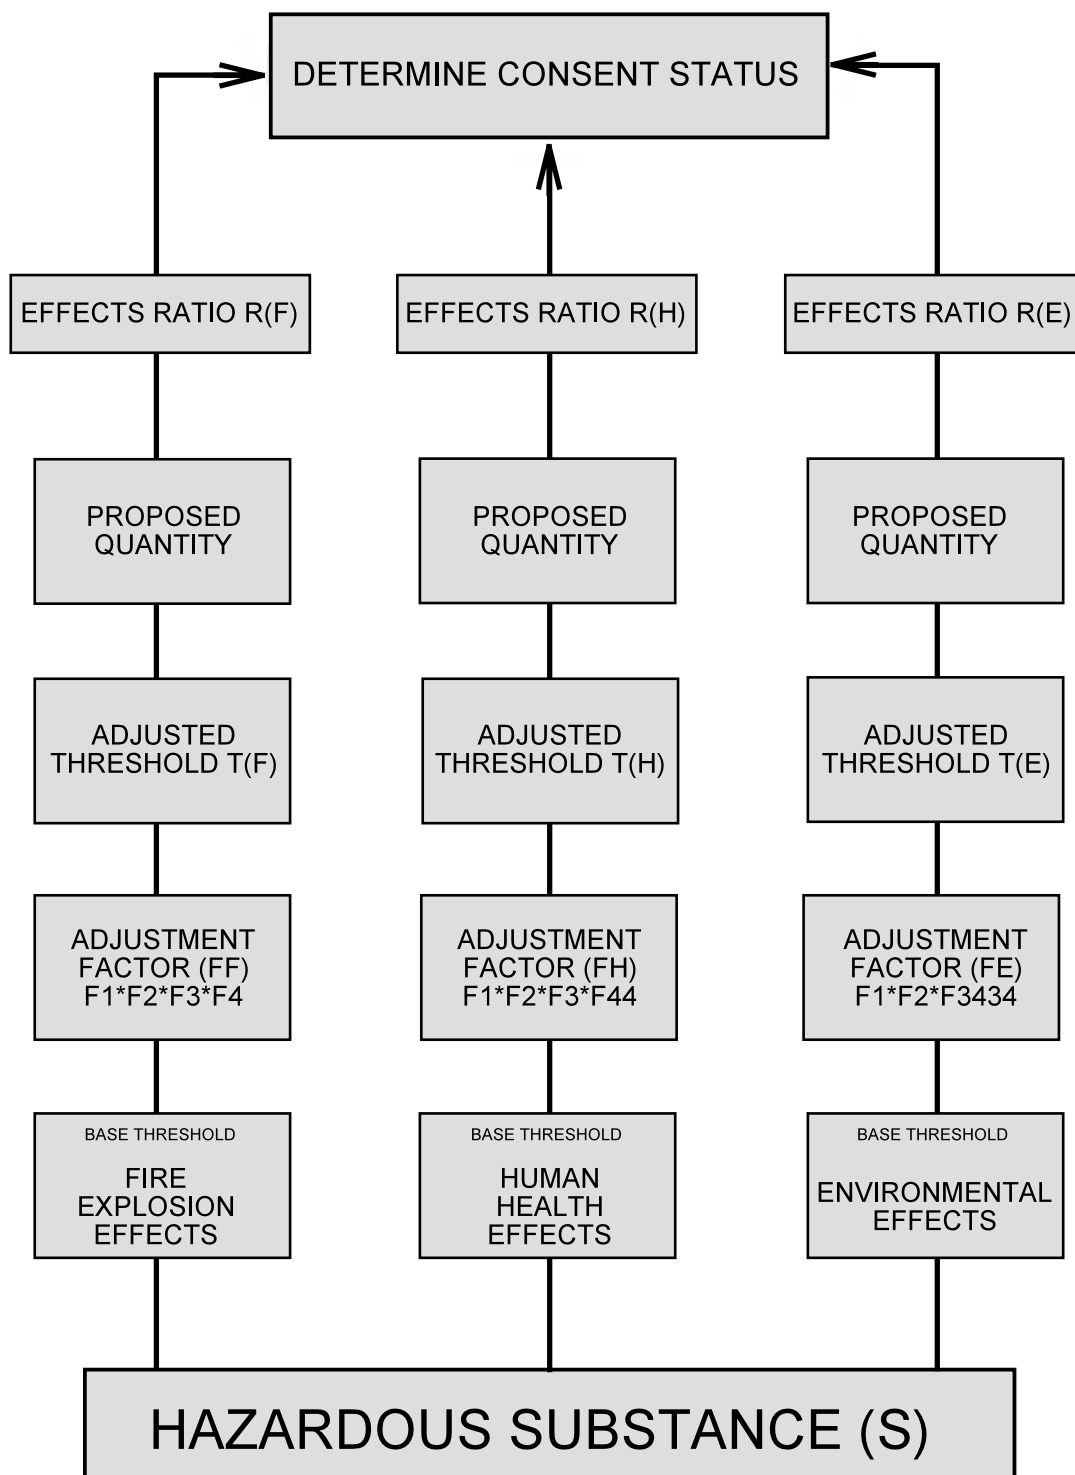 DETERMINE CONSENT STATUS
EFFECTS RATIO R(F)
EFFECTS RATIO R(H)
EFFECTS RATIO R(E)
PROPOSED
QUANTITY
PROPOSED
QUANTITY
PROPOSED
QUANTITY
ADJUSTED
THRESHOLD T(F)
ADJUSTED
THRESHOLD T(H)
ADJUSTED
THRESHOLD T(E)
ADJUSTMENT
FACTOR (FF)
F1*F2*F3*F4
ADJUSTMENT
FACTOR (FH)
F1*F2*F3*F44
ADJUSTMENT
FACTOR (FE)
F1*F2*F3434
BASE THRESHOLD
FIRE
EXPLOSION
EFFECTS
BASE THRESHOLD
HUMAN
HEALTH
EFFECTS
BASE THRESHOLD
ENVIRONMENTAL
EFFECTS
HAZARDOUS SUBSTANCE (S)